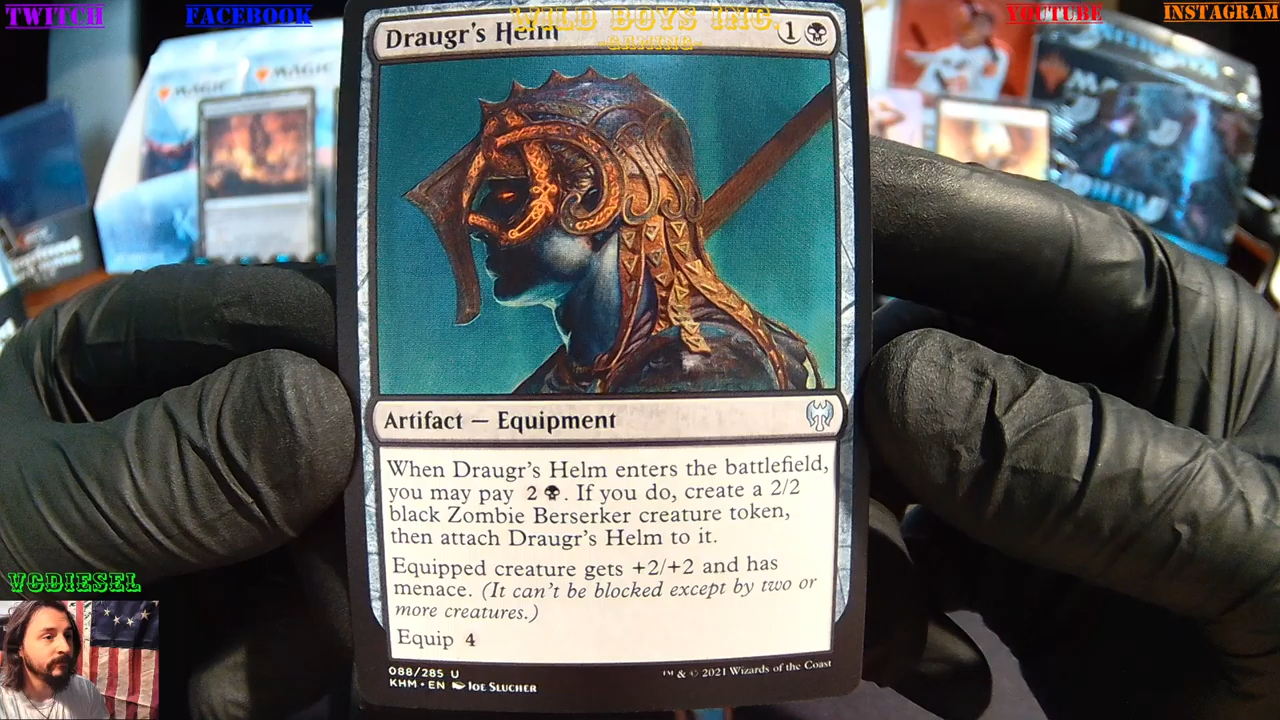 TWITCH
FACEBOOK
WILD BOYS INC.
-GAMING-
YOUTUBE
INSTAGRAM
Draugr's Helm 1
MAGIC
MAGIC
Artifact — Equipment
When Draugr's Helm enters the battlefield,
you may pay 2 . If you do, create a 2/2
black Zombie Berserker creature token,
then attach Draugr's Helm to it.
Equipped creature gets +2/+2 and has
menace. (It can't be blocked except by two or
more creatures.)
Equip 4
088/285 U
KHM • EN JOE SLUCHER
™ & © 2021 Wizards of the Coast
VGDIESEL